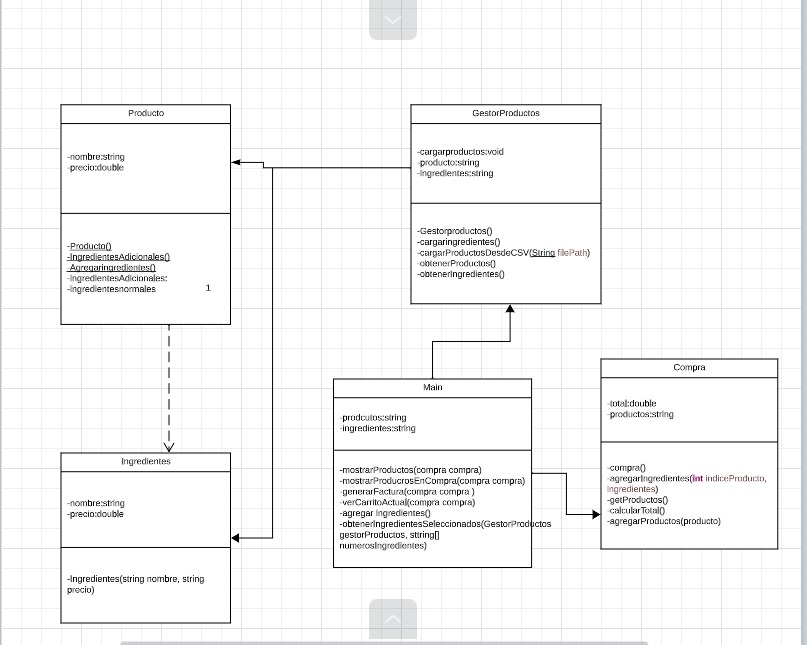 Producto
-nombre:string
-precio:double
-Producto()
-IngredientesAdicionales()
-Agregaringredientes()
-IngredientesAdicionales:
-Ingredientesnormales
1
GestorProductos
-cargarproductos:void
-producto:string
-ingredientes:string
-Gestorproductos()
-cargaringredientes()
-cargarProductosDesdeCSV(String filePath)
-obtenerProductos()
-obtenerIngredientes()
Main
-prodcutos:string
-ingredientes:string
-mostrarProductos(compra compra)
-mostrarProducrosEnCompra(compra compra)
-generarFactura(compra compra )
-verCarritoActual(compra compra)
-agregar Ingredientes()
-obtenerIngredientesSeleccionados(GestorProductos
gestorProductos, sttring[]
numerosIngredientes)
Compra
-total:double
-productos:string
-compra()
-agregarIngredientes(int indiceProducto,
Ingredientes)
-getProductos()
-calcularTotal()
-agregarProductos(producto)
Ingredientes
-nombre:string
-precio:double
-Ingredientes(string nombre, string
precio)